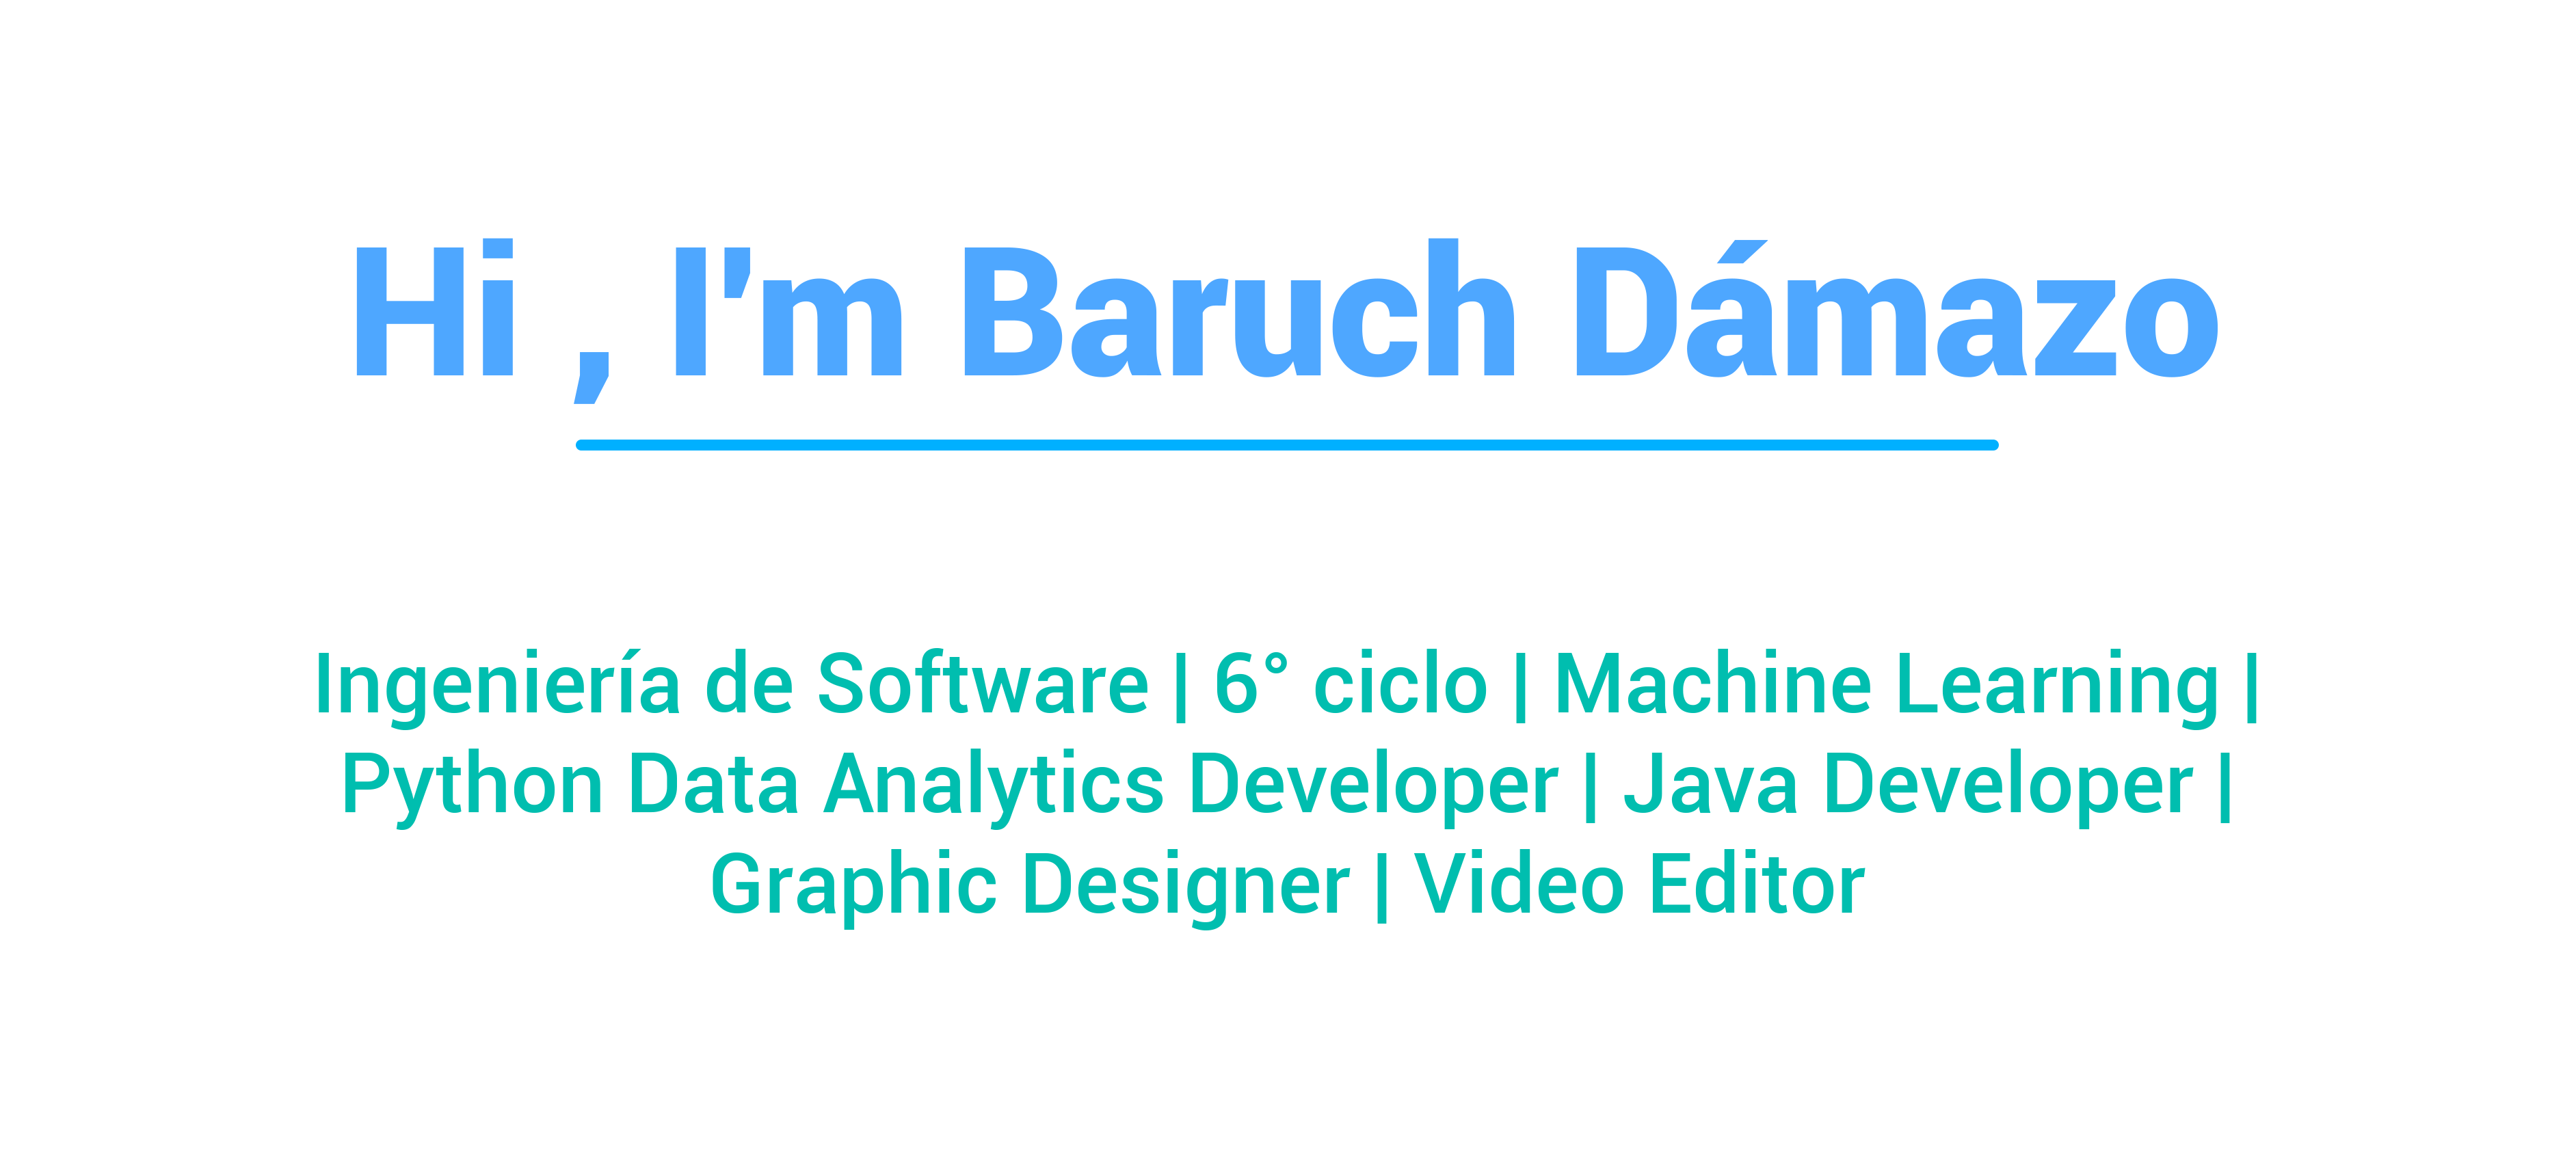 Hi , I'm Baruch Dámazo
Ingeniería de Software | 6° ciclo | Machine Learning |
Python Data Analytics Developer | Java Developer |
Graphic Designer | Video Editor